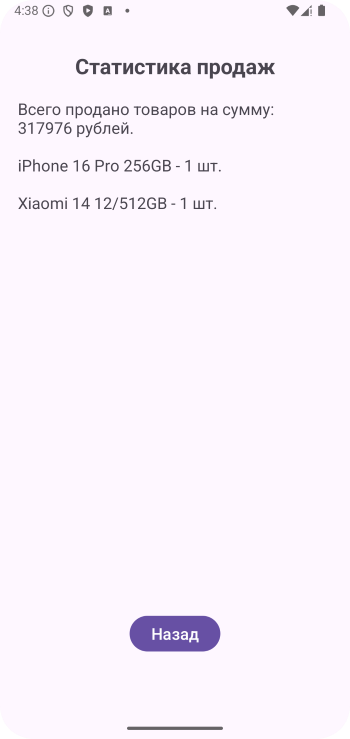 4:38
Статистика продаж
Всего продано товаров на сумму:
317976 рублей.
iPhone 16 Pro 256GB - 1 шт.
Xiaomi 14 12/512GB - 1 шт.
Назад